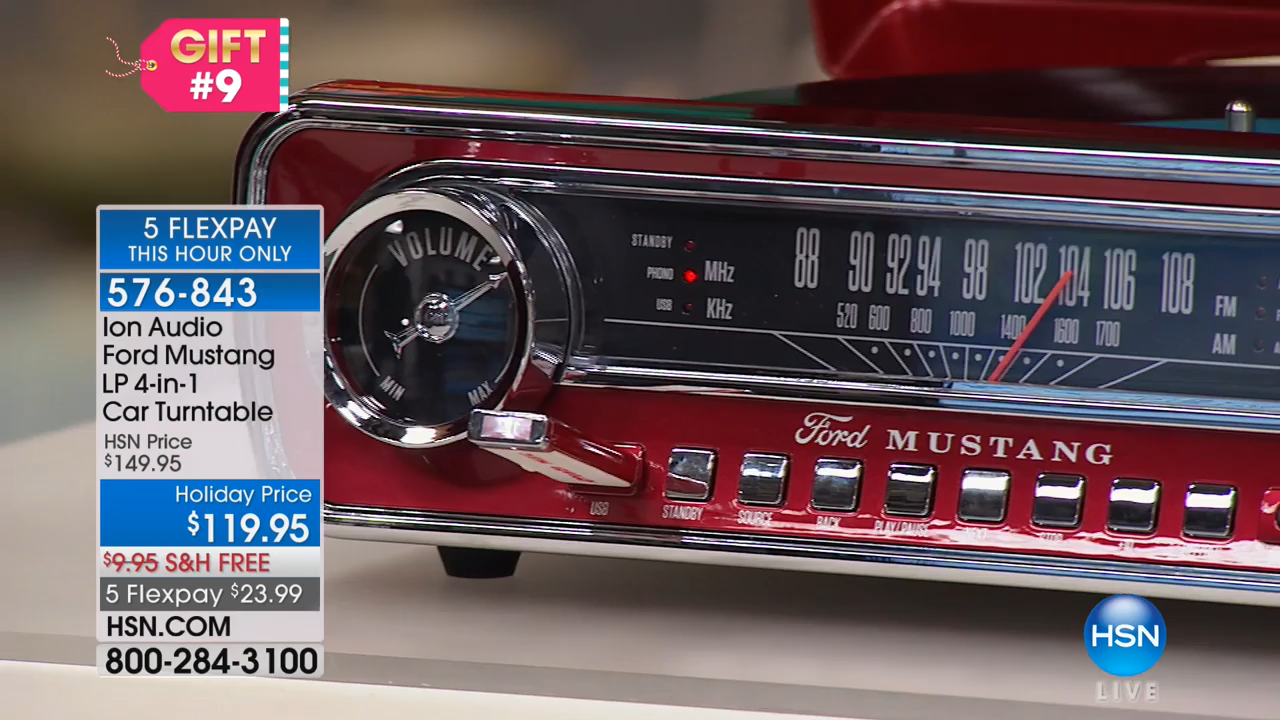 GIFT
#9
5 FLEXPAY
THIS HOUR ONLY
576-843
Ion Audio
Ford Mustang
LP 4-in-1
Car Turntable
HSN Price
$149.95
Holiday Price
$119.95
$9.95 S&H FREE
5 Flexpay $23.99
HSN.COM
800-284-3100
VOLUME
MIN MAX
STANDBY
PHONO MHz
USB KHz
88 90 92 94 98 102 104 106 108 FM
520 600 800 1000 1400 1600 1700 AM
Ford MUSTANG
USB STANDBY SOURCE BACK PLAY/PAUSE
HSN
LIVE